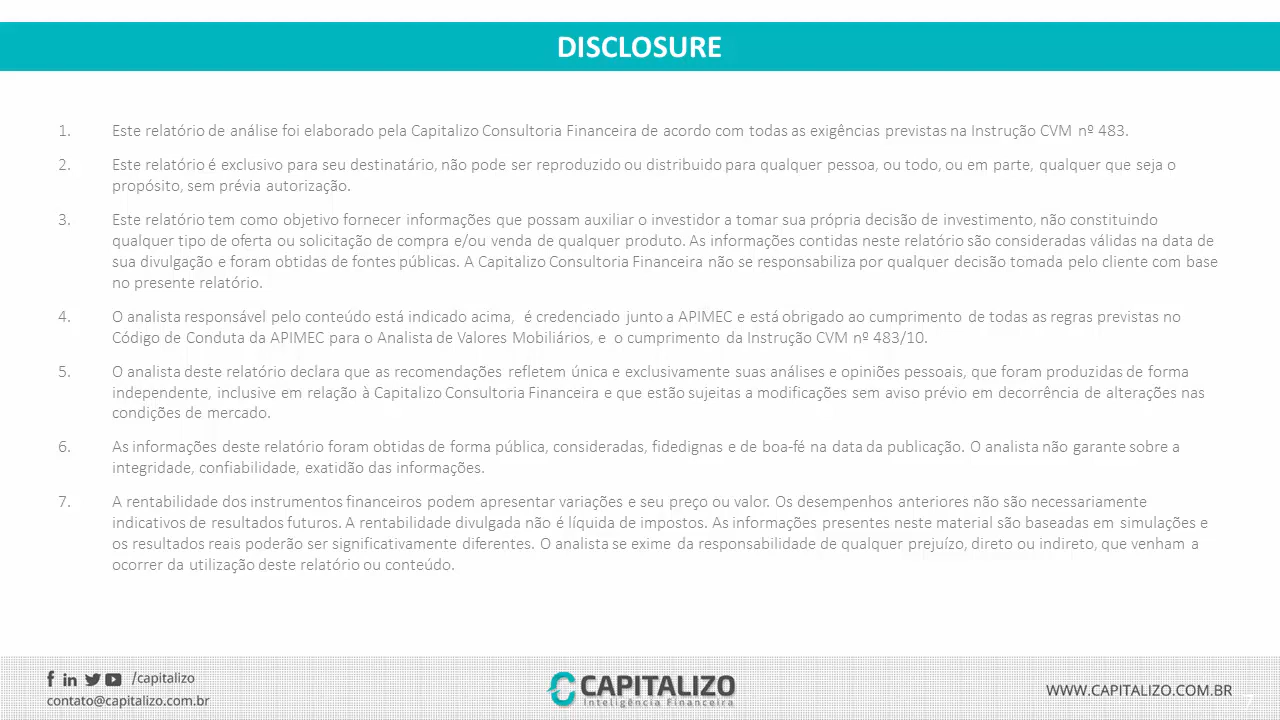 DISCLOSURE
1. Este relatório de análise foi elaborado pela Capitalizo Consultoria Financeira de acordo com todas as exigências previstas na Instrução CVM nº 483.
2. Este relatório é exclusivo para seu destinatário, não pode ser reproduzido ou distribuido para qualquer pessoa, ou todo, ou em parte, qualquer que seja o
propósito, sem prévia autorização.
3. Este relatório tem como objetivo fornecer informações que possam auxiliar o investidor a tomar sua própria decisão de investimento, não constituindo
qualquer tipo de oferta ou solicitação de compra e/ou venda de qualquer produto. As informações contidas neste relatório são consideradas válidas na data de
sua divulgação e foram obtidas de fontes públicas. A Capitalizo Consultoria Financeira não se responsabiliza por qualquer decisão tomada pelo cliente com base
no presente relatório.
4. O analista responsável pelo conteúdo está indicado acima, é credenciado junto a APIMEC e está obrigado ao cumprimento de todas as regras previstas no
Código de Conduta da APIMEC para o Analista de Valores Mobiliários, e o cumprimento da Instrução CVM nº 483/10.
5. O analista deste relatório declara que as recomendações refletem única e exclusivamente suas análises e opiniões pessoais, que foram produzidas de forma
independente, inclusive em relação à Capitalizo Consultoria Financeira e que estão sujeitas a modificações sem aviso prévio em decorrência de alterações nas
condições de mercado.
6. As informações deste relatório foram obtidas de forma pública, consideradas, fidedignas e de boa-fé na data da publicação. O analista não garante sobre a
integridade, confiabilidade, exatidão das informações.
7. A rentabilidade dos instrumentos financeiros podem apresentar variações e seu preço ou valor. Os desempenhos anteriores não são necessariamente
indicativos de resultados futuros. A rentabilidade divulgada não é líquida de impostos. As informações presentes neste material são baseadas em simulações e
os resultados reais poderão ser significativamente diferentes. O analista se exime da responsabilidade de qualquer prejuízo, direto ou indireto, que venham a
ocorrer da utilização deste relatório ou conteúdo.
/capitalizo
contato@capitalizo.com.br
CAPITALIZO
Inteligência Financeira
WWW.CAPITALIZO.COM.BR